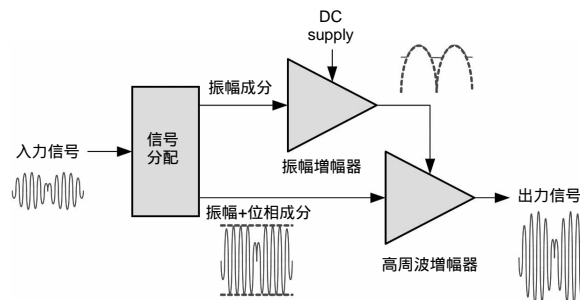 DC
supply
振幅成分
信号
分配
入力信号
振幅増幅器
振幅+位相成分
出力信号
高周波増幅器